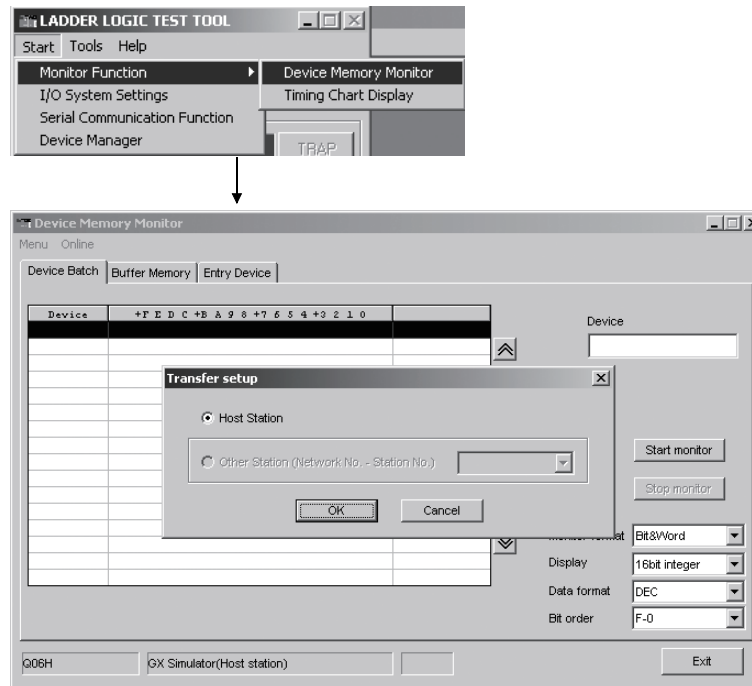 LADDER LOGIC TEST TOOL
Start Tools Help
Monitor Function
Device Memory Monitor
I/O System Settings
Timing Chart Display
Serial Communication Function
Device Manager
TRAP
Device Memory Monitor
Menu Online
Device Batch Buffer Memory Entry Device
Device +F E D C +B A 9 8 +7 6 5 4 +3 2 1 0
Device
Transfer setup
Host Station
Other Station (Network No. - Station No.)
OK Cancel
Start monitor
Stop monitor
Bit&Word
Display 16bit integer
Data format DEC
Bit order F-0
Q06H GX Simulator(Host station) Exit